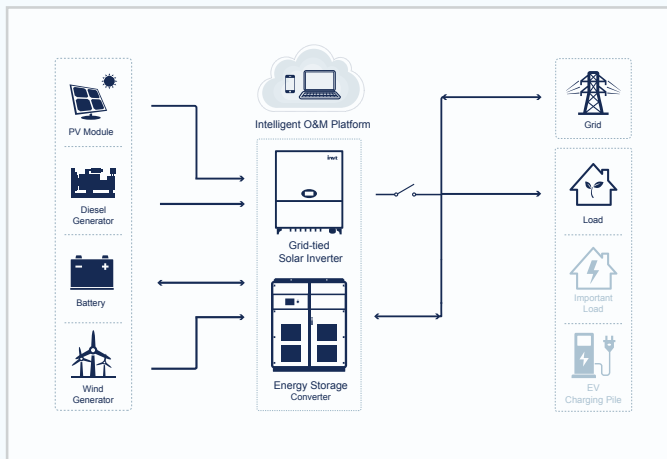 PV Module
Diesel
Generator
Battery
Wind
Generator
Intelligent O&M Platform
invt
Grid-tied
Solar Inverter
Energy Storage
Converter
Grid
Load
Important
Load
EV
Charging Pile